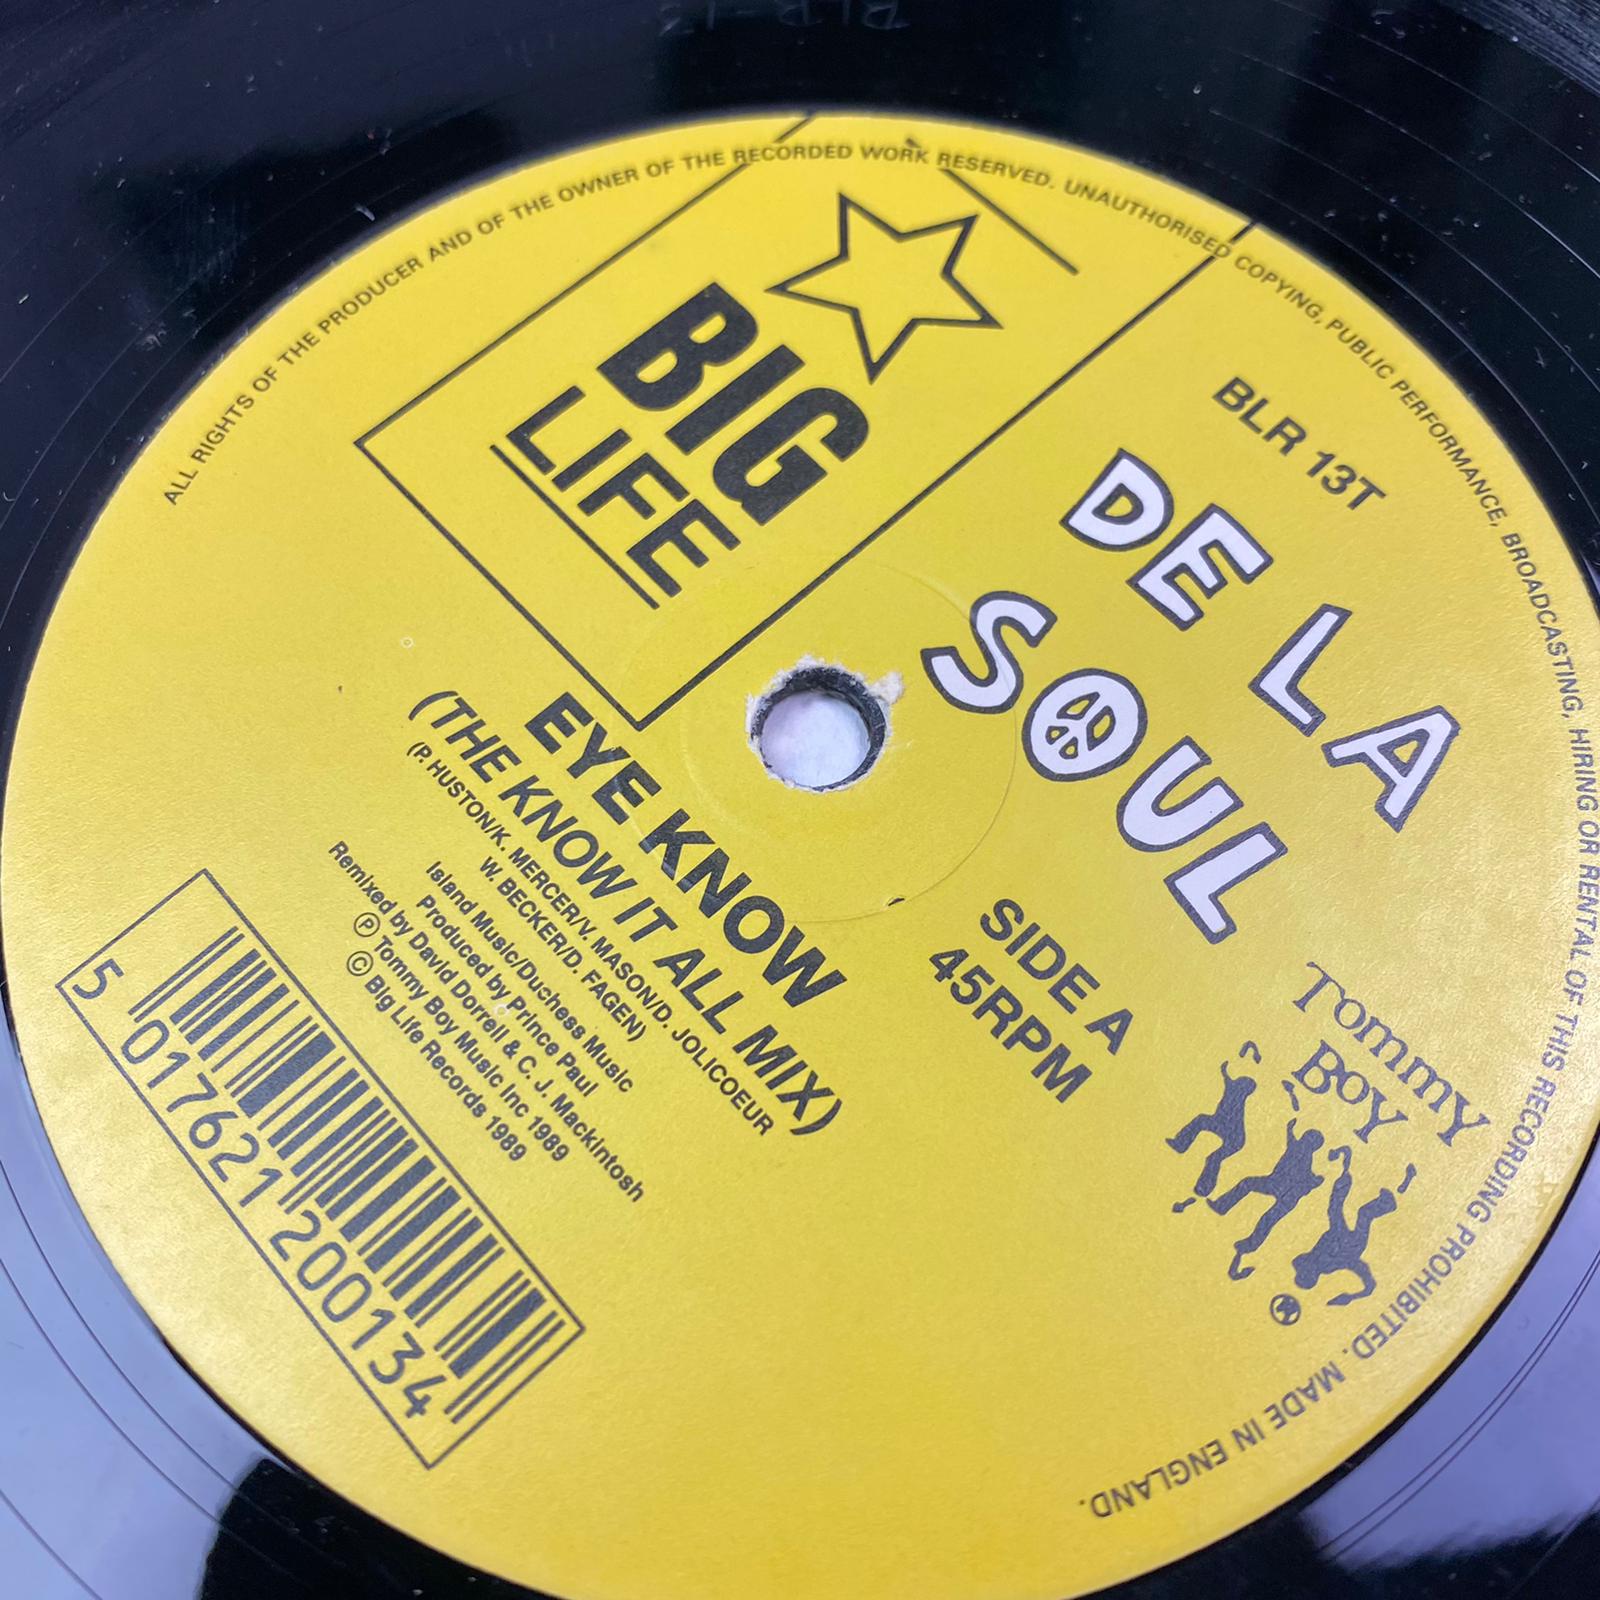 ALL RIGHTS OF THE PRODUCER AND OF THE OWNER OF THE RECORDED WORK RESERVED. UNAUTHORISED COPYING, PUBLIC PERFORMANCE, BROADCASTING, HIRING OR RENTAL OF THIS RECORDING PROHIBITED. MADE IN ENGLAND.
BIG
LIFE
BLR 13T
DE LA
SOUL
SIDE A
45RPM
Tommy
Boy
®
EYE KNOW
(THE KNOW IT ALL MIX)
(P. HUSTON/K. MERCER/V. MASON/D. JOLICOEUR
W. BECKER/D. FAGEN)
Island Music/Duchess Music
Produced by Prince Paul
Remixed by David Dorrell & C. J. Mackintosh
℗ Tommy Boy Music Inc 1989
© Big Life Records 1989
5 017621 200134